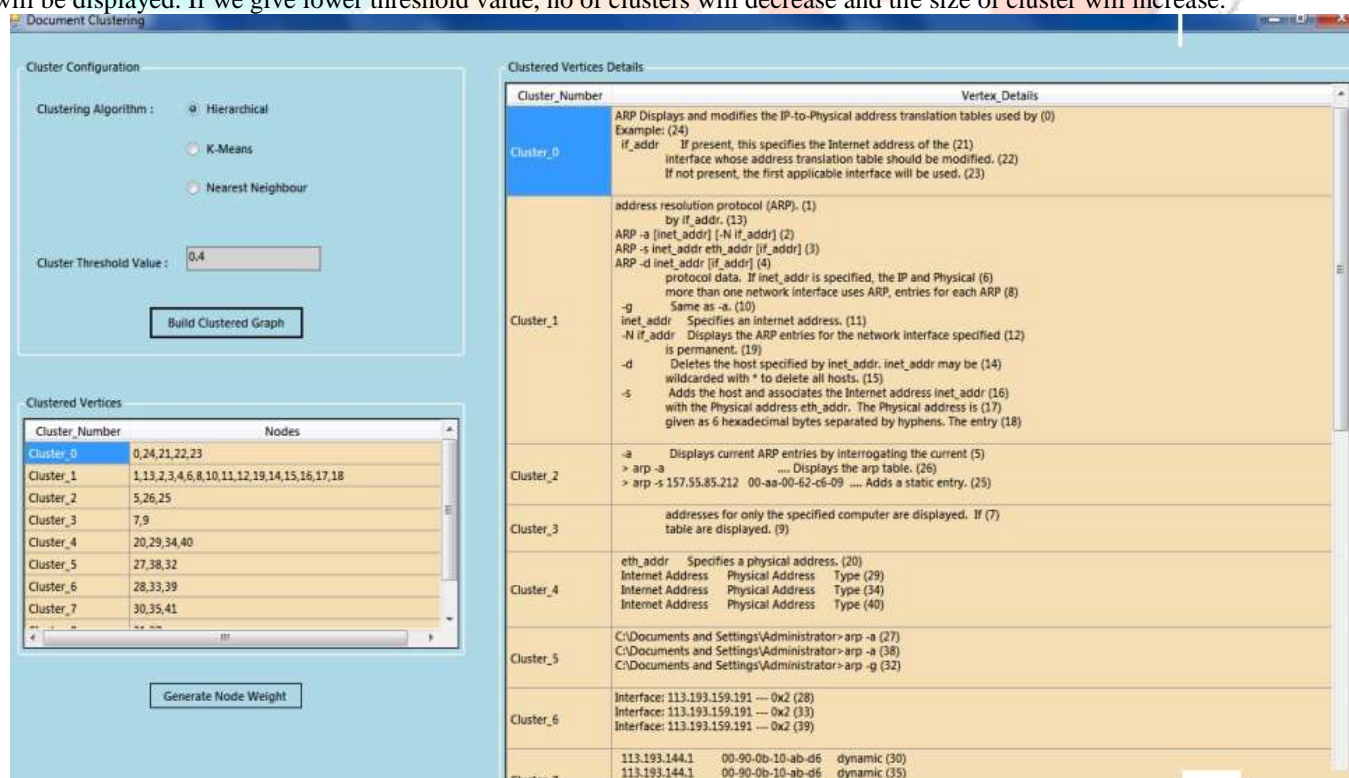 will be displayed. If we give lower threshold value, no of clusters will decrease and the size of cluster will increase.
Document Clustering
Cluster Configuration
Clustering Algorithm :
Hierarchical
K-Means
Nearest Neighbour
Cluster Threshold Value :
0.4
Build Clustered Graph
Clustered Vertices
Cluster_Number Nodes
Cluster_0 0,24,21,22,23
Cluster_1 1,13,2,3,4,6,8,10,11,12,19,14,15,16,17,18
Cluster_2 5,26,25
Cluster_3 7,9
Cluster_4 20,29,34,40
Cluster_5 27,38,32
Cluster_6 28,33,39
Cluster_7 30,35,41
Generate Node Weight
Clustered Vertices Details
Cluster_Number Vertex_Details
Cluster_0
ARP Displays and modifies the IP-to-Physical address translation tables used by (0)
Example: (24)
if_addr If present, this specifies the Internet address of the (21)
interface whose address translation table should be modified. (22)
If not present, the first applicable interface will be used. (23)
Cluster_1
address resolution protocol (ARP). (1)
by if_addr. (13)
ARP -a [inet_addr] [-N if_addr] (2)
ARP -s inet_addr eth_addr [if_addr] (3)
ARP -d inet_addr [if_addr] (4)
protocol data. If inet_addr is specified, the IP and Physical (6)
more than one network interface uses ARP, entries for each ARP (8)
-g Same as -a. (10)
inet_addr Specifies an internet address. (11)
-N if_addr Displays the ARP entries for the network interface specified (12)
is permanent. (19)
-d Deletes the host specified by inet_addr. inet_addr may be (14)
wildcarded with * to delete all hosts. (15)
-s Adds the host and associates the Internet address inet_addr (16)
with the Physical address eth_addr. The Physical address is (17)
given as 6 hexadecimal bytes separated by hyphens. The entry (18)
Cluster_2
-a Displays current ARP entries by interrogating the current (5)
> arp -a .... Displays the arp table. (26)
> arp -s 157.55.85.212 00-aa-00-62-c6-09 .... Adds a static entry. (25)
Cluster_3
addresses for only the specified computer are displayed. If (7)
table are displayed. (9)
Cluster_4
eth_addr Specifies a physical address. (20)
Internet Address Physical Address Type (29)
Internet Address Physical Address Type (34)
Internet Address Physical Address Type (40)
Cluster_5
C:\Documents and Settings\Administrator>arp -a (27)
C:\Documents and Settings\Administrator>arp -a (38)
C:\Documents and Settings\Administrator>arp -g (32)
Cluster_6
Interface: 113.193.159.191 --- 0x2 (28)
Interface: 113.193.159.191 --- 0x2 (33)
Interface: 113.193.159.191 --- 0x2 (39)
113.193.144.1 00-90-0b-10-ab-d6 dynamic (30)
113.193.144.1 00-90-0b-10-ab-d6 dynamic (35)